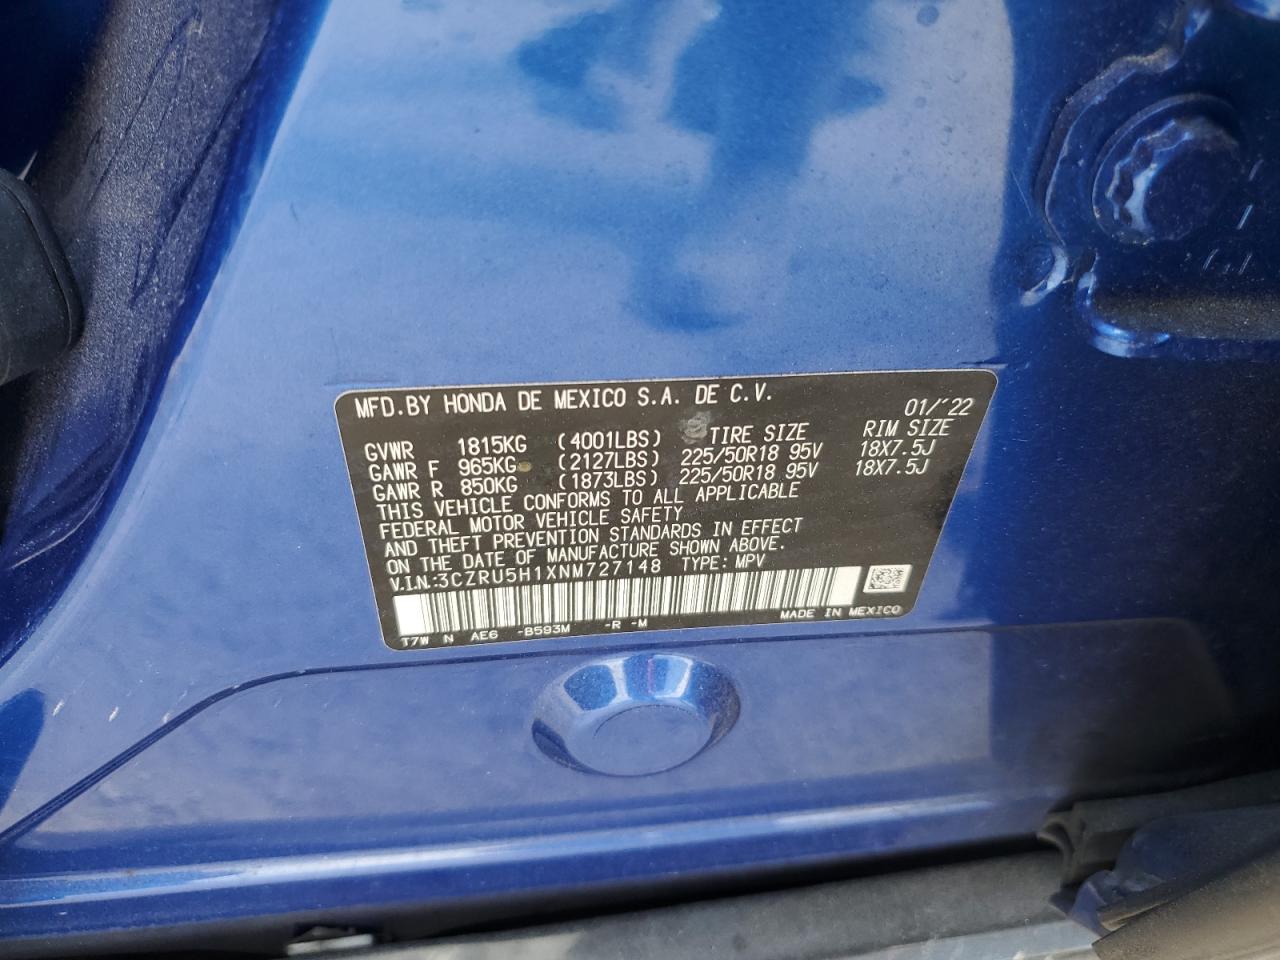 MFD.BY HONDA DE MEXICO S.A. DE C.V. 01/'22
GVWR 1815KG (4001LBS) TIRE SIZE RIM SIZE
GAWR F 965KG (2127LBS) 225/50R18 95V 18X7.5J
GAWR R 850KG (1873LBS) 225/50R18 95V 18X7.5J
THIS VEHICLE CONFORMS TO ALL APPLICABLE
FEDERAL MOTOR VEHICLE SAFETY
AND THEFT PREVENTION STANDARDS IN EFFECT
ON THE DATE OF MANUFACTURE SHOWN ABOVE.
V.I.N:3CZRU5H1XNM727148 TYPE: MPV
T7W N AE6 -B593M -R -M MADE IN MEXICO